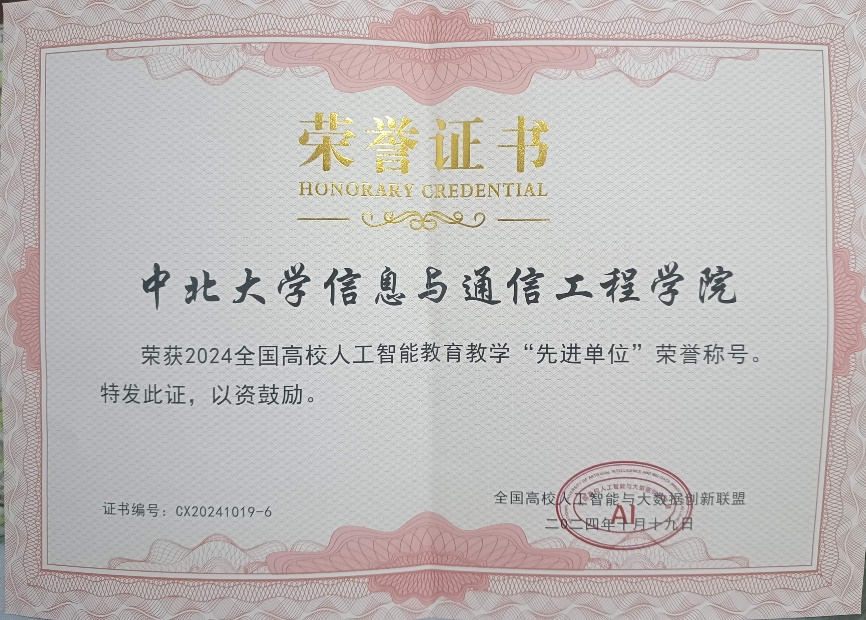 荣誉证书
HONORARY CREDENTIAL
中北大学信息与通信工程学院
荣获2024全国高校人工智能教育教学“先进单位”荣誉称号。
特发此证，以资鼓励。
证书编号：CX20241019-6
全国高校人工智能与大数据创新联盟
二〇二四年十月十九日
AI